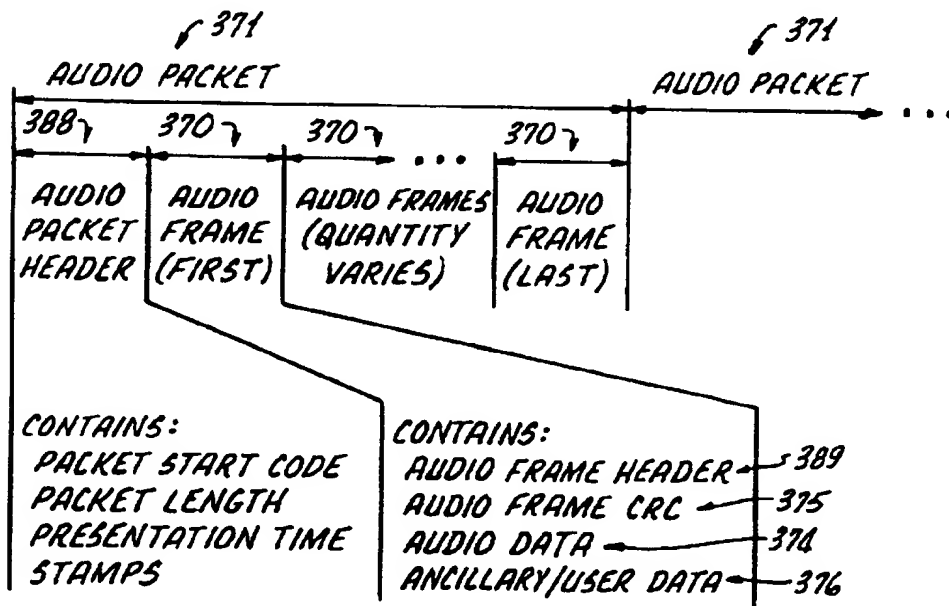 371
371
AUDIO PACKET
AUDIO PACKET
...
388
370
370
...
370
AUDIO
PACKET
HEADER
AUDIO
FRAME
(FIRST)
AUDIO FRAMES
(QUANTITY
VARIES)
AUDIO
FRAME
(LAST)
CONTAINS:
PACKET START CODE
PACKET LENGTH
PRESENTATION TIME
STAMPS
CONTAINS:
AUDIO FRAME HEADER 389
AUDIO FRAME CRC 375
AUDIO DATA 374
ANCILLARY/USER DATA 376